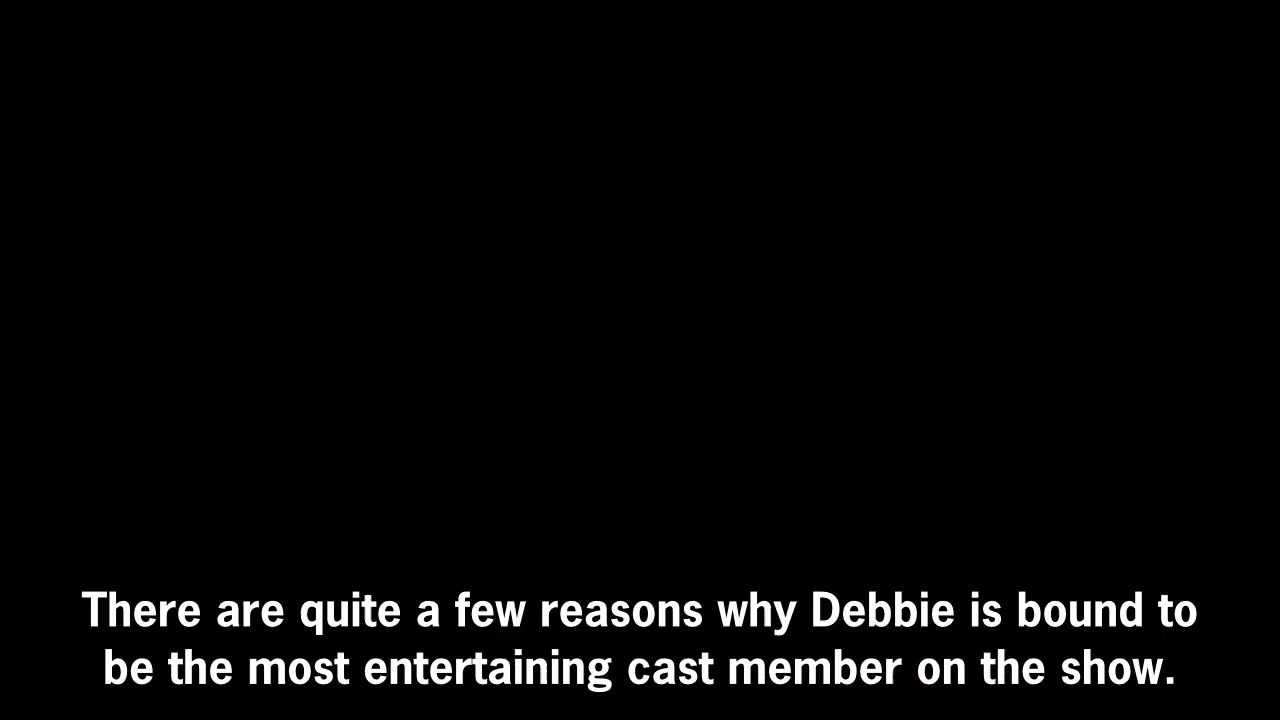 There are quite a few reasons why Debbie is bound to
be the most entertaining cast member on the show.